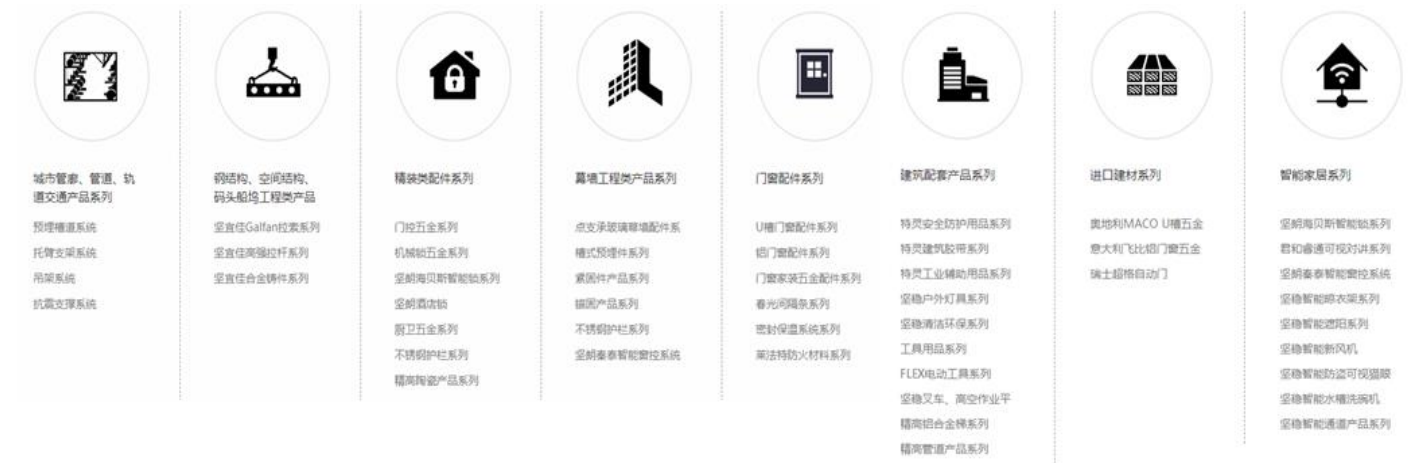 城市管廊、管道、轨
道交通产品系列
预埋槽道系统
托臂支架系统
吊架系统
抗震支撑系统
钢结构、空间结构、
码头船坞工程类产品
坚宜佳Galfan拉索系列
坚宜佳高强拉杆系列
坚宜佳合金铸件系列
精装类配件系列
门控五金系列
机械锁五金系列
坚朗海贝斯智能锁系列
坚朗酒店锁
厨卫五金系列
不锈钢护栏系列
精高陶瓷产品系列
幕墙工程类产品系列
点支承玻璃幕墙配件系
槽式预埋件系列
紧固件产品系列
锚固产品系列
不锈钢护栏系列
坚朗秦泰智能窗控系统
门窗配件系列
U槽门窗配件系列
铝门窗配件系列
门窗家装五金配件系列
春光间隔条系列
密封保温系统系列
莱法特防火材料系列
建筑配套产品系列
特灵安全防护用品系列
特灵建筑胶带系列
特灵工业辅助用品系列
坚稳户外灯具系列
坚稳清洁环保系列
工具用品系列
FLEX电动工具系列
坚稳叉车、高空作业平
精高铝合金梯系列
精高管道产品系列
进口建材系列
奥地利MACO U槽五金
意大利飞比铝门窗五金
瑞士超格自动门
智能家居系列
坚朗海贝斯智能锁系列
君和睿通可视对讲系列
坚朗秦泰智能窗控系统
坚稳智能晾衣架系列
坚稳智能遮阳系列
坚稳智能新风机
坚稳智能防盗可视猫眼
坚稳智能水槽洗碗机
坚稳智能通道产品系列